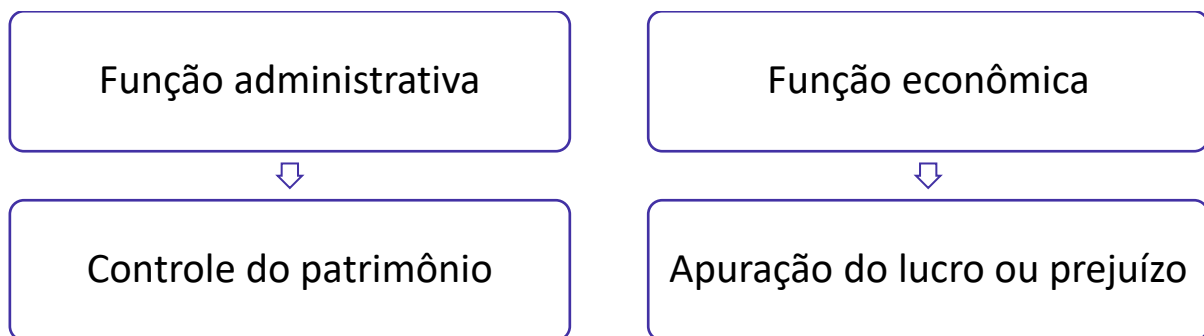 Função administrativa
Função econômica
Controle do patrimônio
Apuração do lucro ou prejuízo